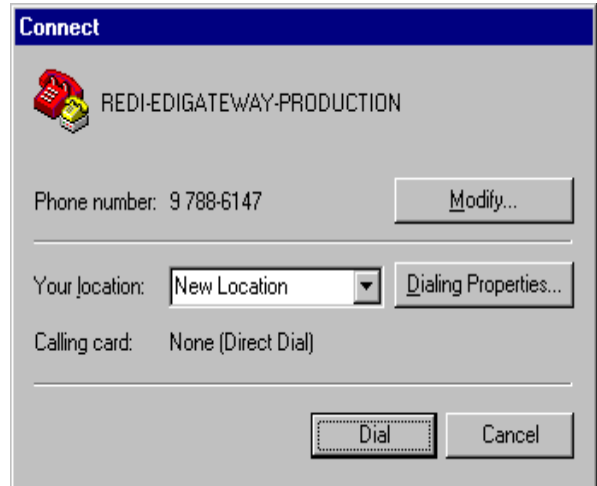 Connect
REDI-EDIGATEWAY-PRODUCTION
Phone number: 9 788-6147 Modify...
Your location: New Location Dialing Properties...
Calling card: None (Direct Dial)
Dial Cancel